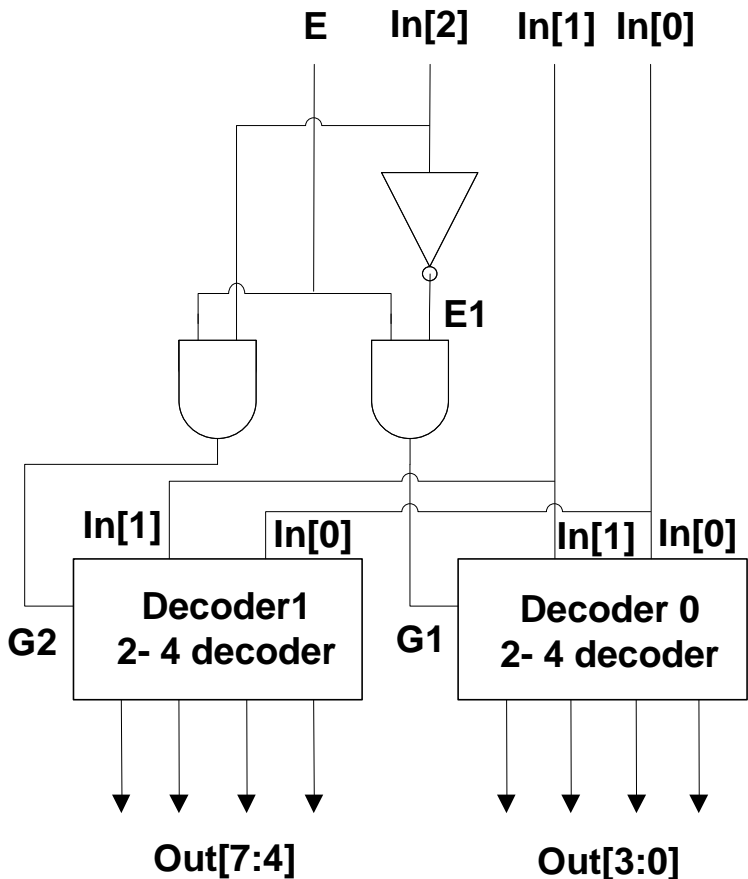 E In[2] In[1] In[0]
E1
In[1] In[0] In[1] In[0]
Decoder1
2- 4 decoder
Decoder 0
2- 4 decoder
G2 G1
Out[7:4] Out[3:0]